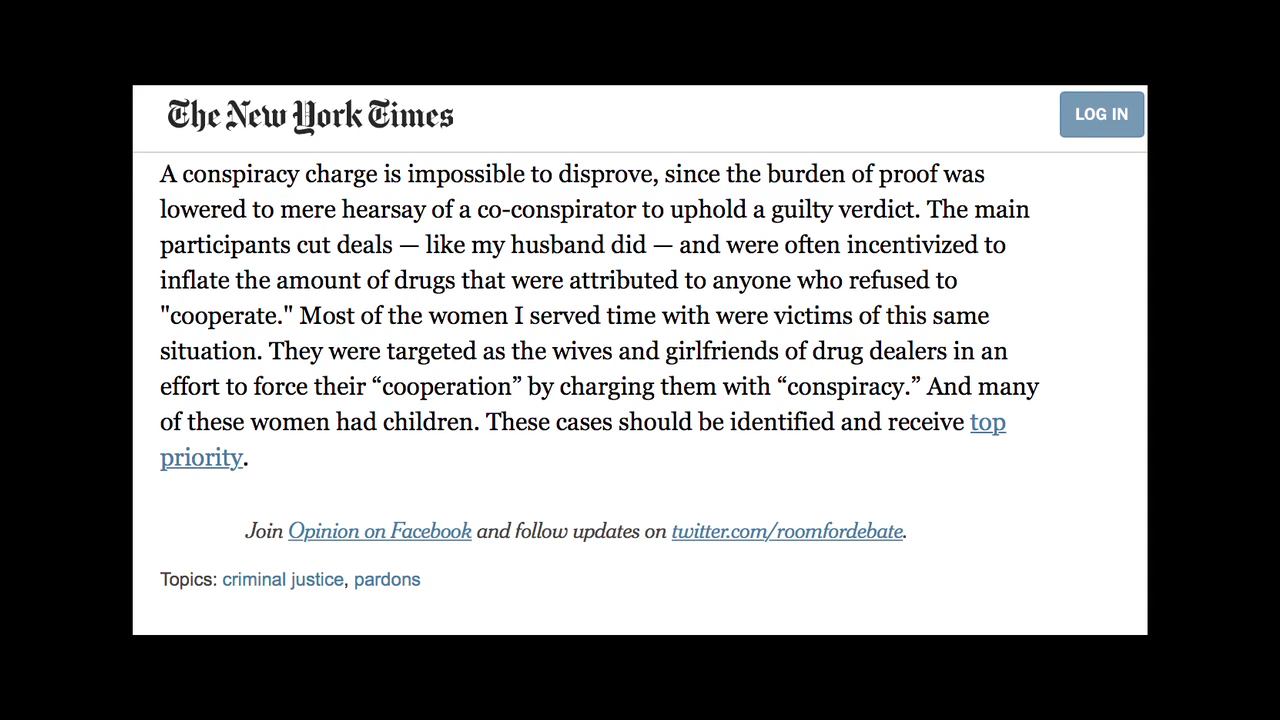 The New York Times
LOG IN
A conspiracy charge is impossible to disprove, since the burden of proof was
lowered to mere hearsay of a co-conspirator to uphold a guilty verdict. The main
participants cut deals — like my husband did — and were often incentivized to
inflate the amount of drugs that were attributed to anyone who refused to
"cooperate." Most of the women I served time with were victims of this same
situation. They were targeted as the wives and girlfriends of drug dealers in an
effort to force their “cooperation” by charging them with “conspiracy.” And many
of these women had children. These cases should be identified and receive top
priority.
Join Opinion on Facebook and follow updates on twitter.com/roomfordebate.
Topics: criminal justice, pardons